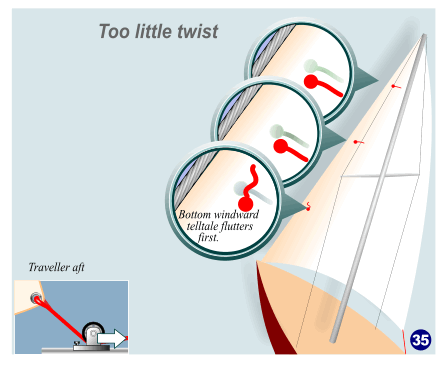 Too little twist
Bottom windward
telltale flutters
first.
Traveller aft
35